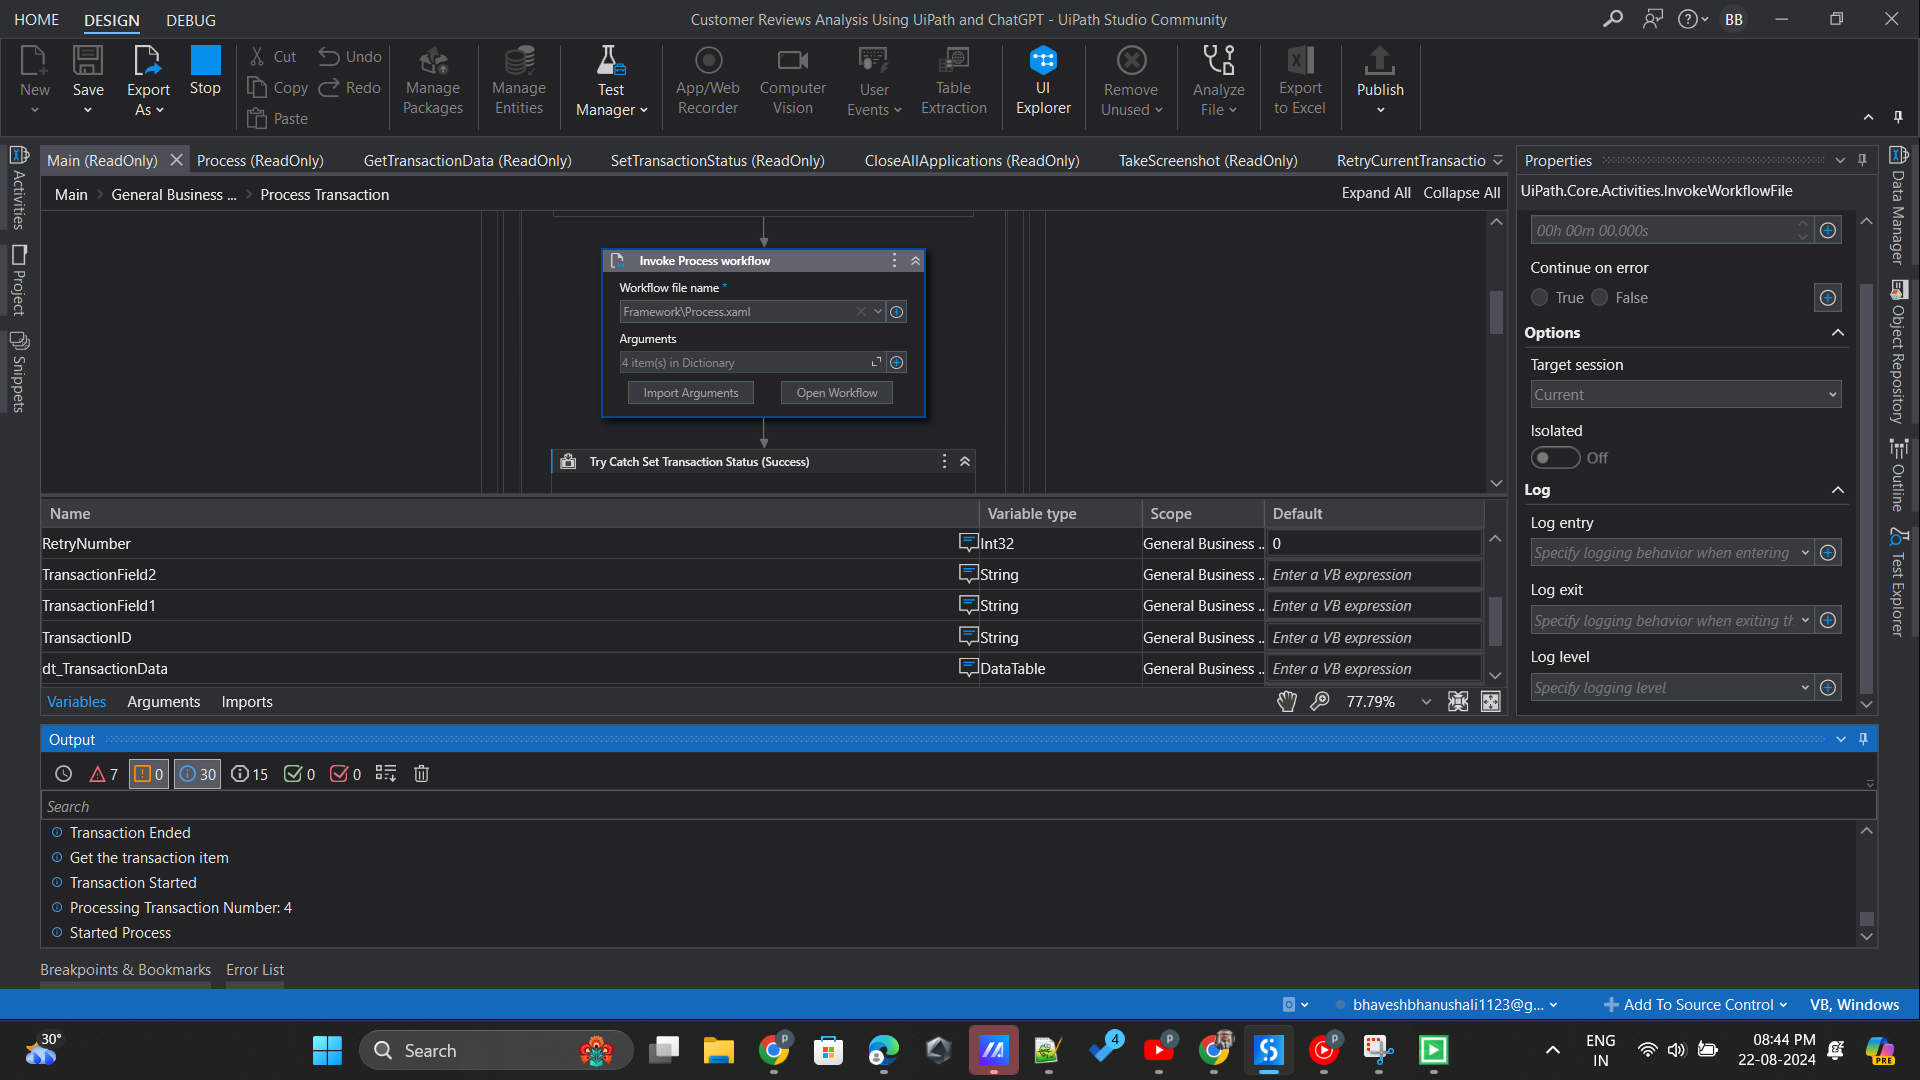 HOME DESIGN DEBUG
Customer Reviews Analysis Using UiPath and ChatGPT - UiPath Studio Community
BB
New
Save
Export As
Stop
Cut
Copy
Paste
Undo
Redo
Manage Packages
Manage Entities
Test Manager
App/Web Recorder
Computer Vision
User Events
Table Extraction
UI Explorer
Remove Unused
Analyze File
Export to Excel
Publish
Activities
Project
Snippets
Main (ReadOnly)
Process (ReadOnly)
GetTransactionData (ReadOnly)
SetTransactionStatus (ReadOnly)
CloseAllApplications (ReadOnly)
TakeScreenshot (ReadOnly)
RetryCurrentTransactio
Main
General Business ...
Process Transaction
Expand All
Collapse All
Invoke Process workflow
Workflow file name *
Framework\Process.xaml
Arguments
4 item(s) in Dictionary
Import Arguments
Open Workflow
Try Catch Set Transaction Status (Success)
Name Variable type Scope Default
RetryNumber Int32 General Business .. 0
TransactionField2 String General Business .. Enter a VB expression
TransactionField1 String General Business .. Enter a VB expression
TransactionID String General Business .. Enter a VB expression
dt_TransactionData DataTable General Business .. Enter a VB expression
Variables Arguments Imports
77.79%
Properties
UiPath.Core.Activities.InvokeWorkflowFile
00h 00m 00.000s
Continue on error
True False
Options
Target session
Current
Isolated
Off
Log
Log entry
Specify logging behavior when entering
Log exit
Specify logging behavior when exiting th
Log level
Specify logging level
Data Manager
Object Repository
Outline
Test Explorer
Output
7 0 30 15 0 0
Search
Transaction Ended
Get the transaction item
Transaction Started
Processing Transaction Number: 4
Started Process
Breakpoints & Bookmarks
Error List
bhaveshbhanushali1123@g...
Add To Source Control
VB, Windows
30°
Search
4
P
P
P
ENG
IN
08:44 PM
22-08-2024
PRE